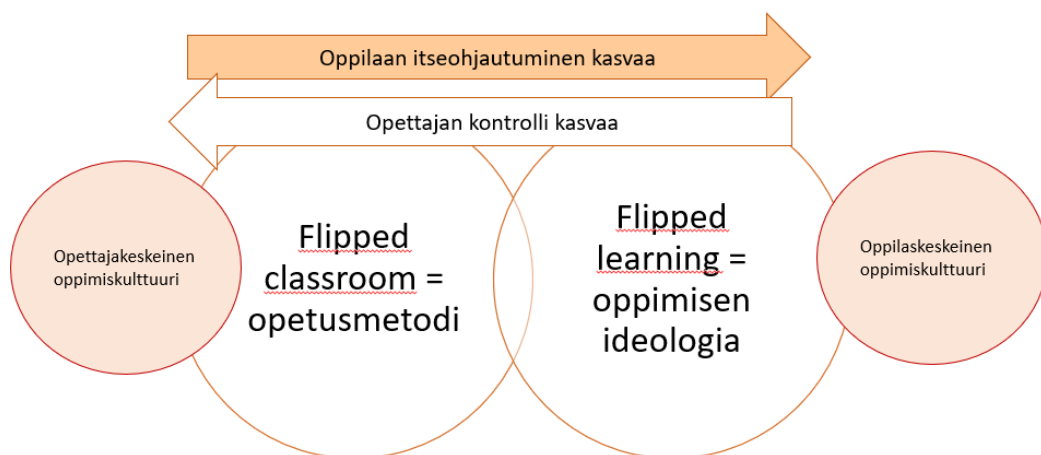 Oppilaan itseohjautuminen kasvaa
Opettajan kontrolli kasvaa
Opettajakeskeinen
oppimiskulttuuri
Flipped
classroom =
opetusmetodi
Flipped
learning =
oppimisen
ideologia
Oppilaskeskeinen
oppimiskulttuuri